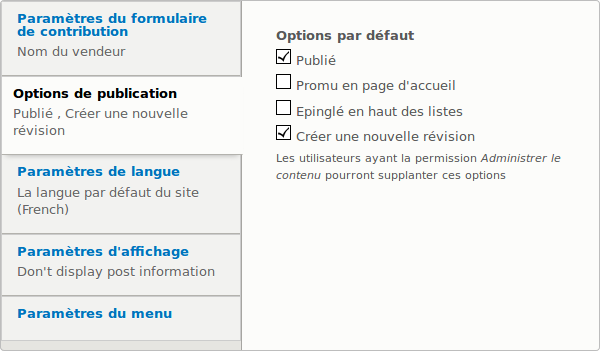 Paramètres du formulaire
de contribution
Nom du vendeur
Options de publication
Publié , Créer une nouvelle
révision
Paramètres de langue
La langue par défaut du site
(French)
Paramètres d'affichage
Don't display post information
Paramètres du menu
Options par défaut
Publié
Promu en page d'accueil
Epinglé en haut des listes
Créer une nouvelle révision
Les utilisateurs ayant la permission Administrer le
contenu pourront supplanter ces options